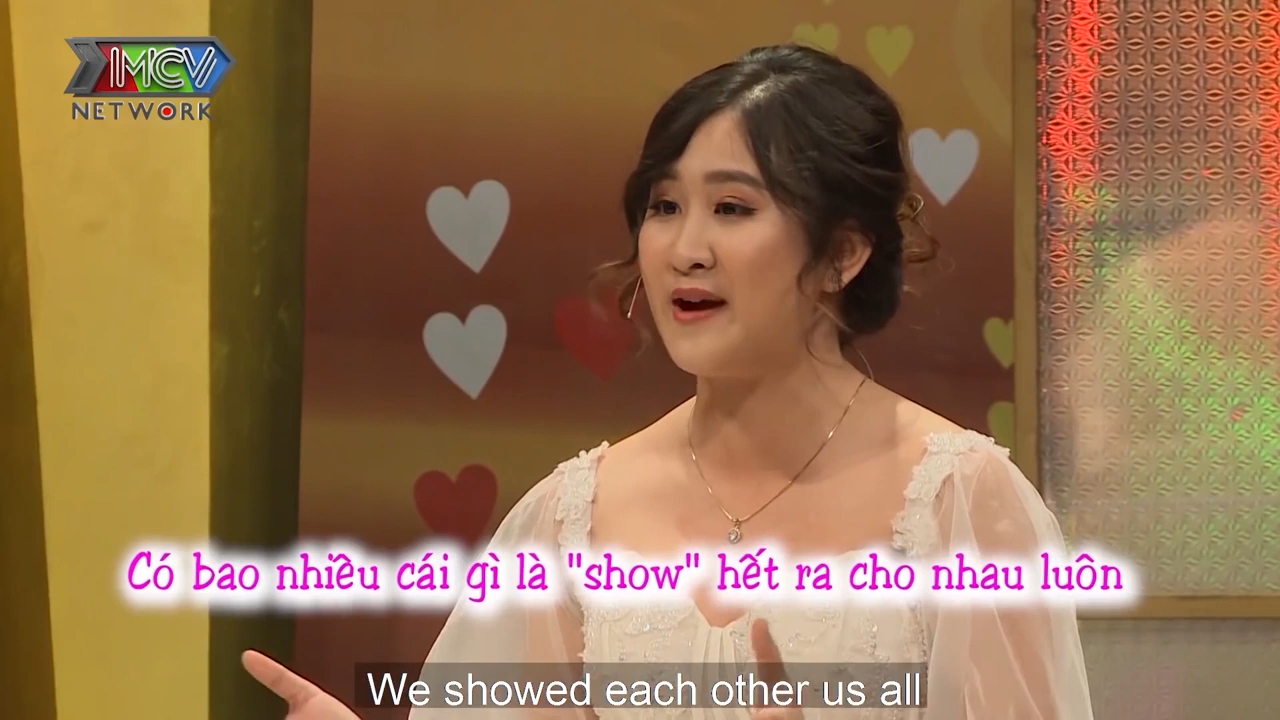 MCV
NETWORK
Có bao nhiều cái gì là "show" hết ra cho nhau luôn
We showed each other us all